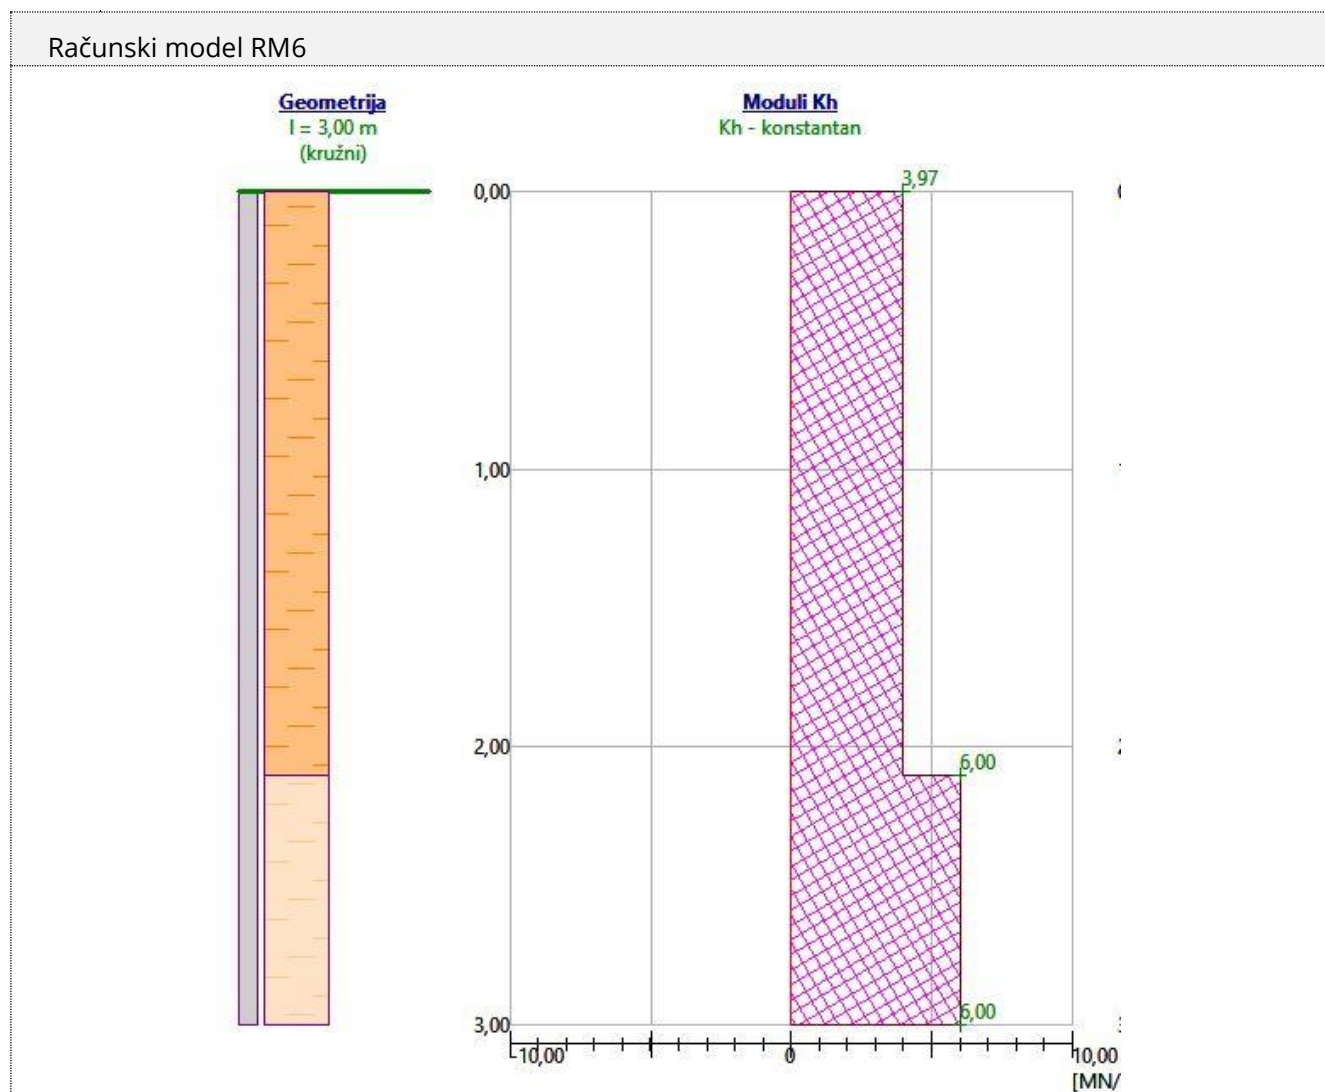 Računski model RM6
Geometrija
l = 3,00 m
(kružni)
Moduli Kh
Kh - konstantan
3,97
0,00
1,00
2,00
6,00
3,00
6,00
-10,00
0
10,00
[MN/